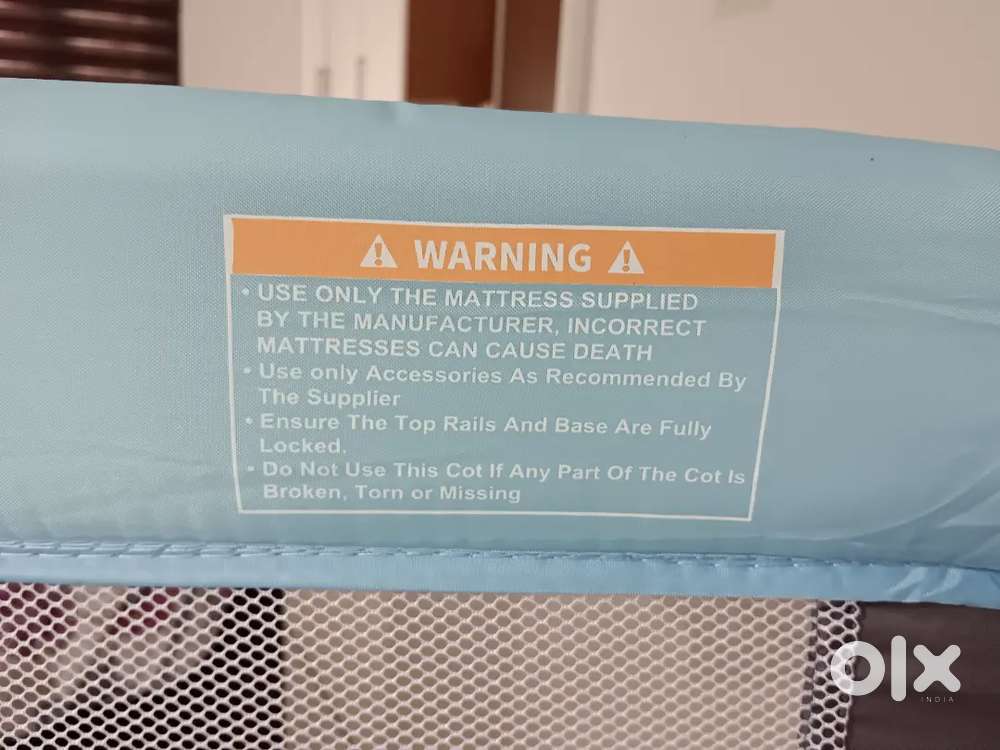 WARNING
• USE ONLY THE MATTRESS SUPPLIED
BY THE MANUFACTURER, INCORRECT
MATTRESSES CAN CAUSE DEATH
• Use only Accessories As Recommended By
The Supplier
• Ensure The Top Rails And Base Are Fully
Locked.
• Do Not Use This Cot If Any Part Of The Cot Is
Broken, Torn or Missing
olx
INDIA